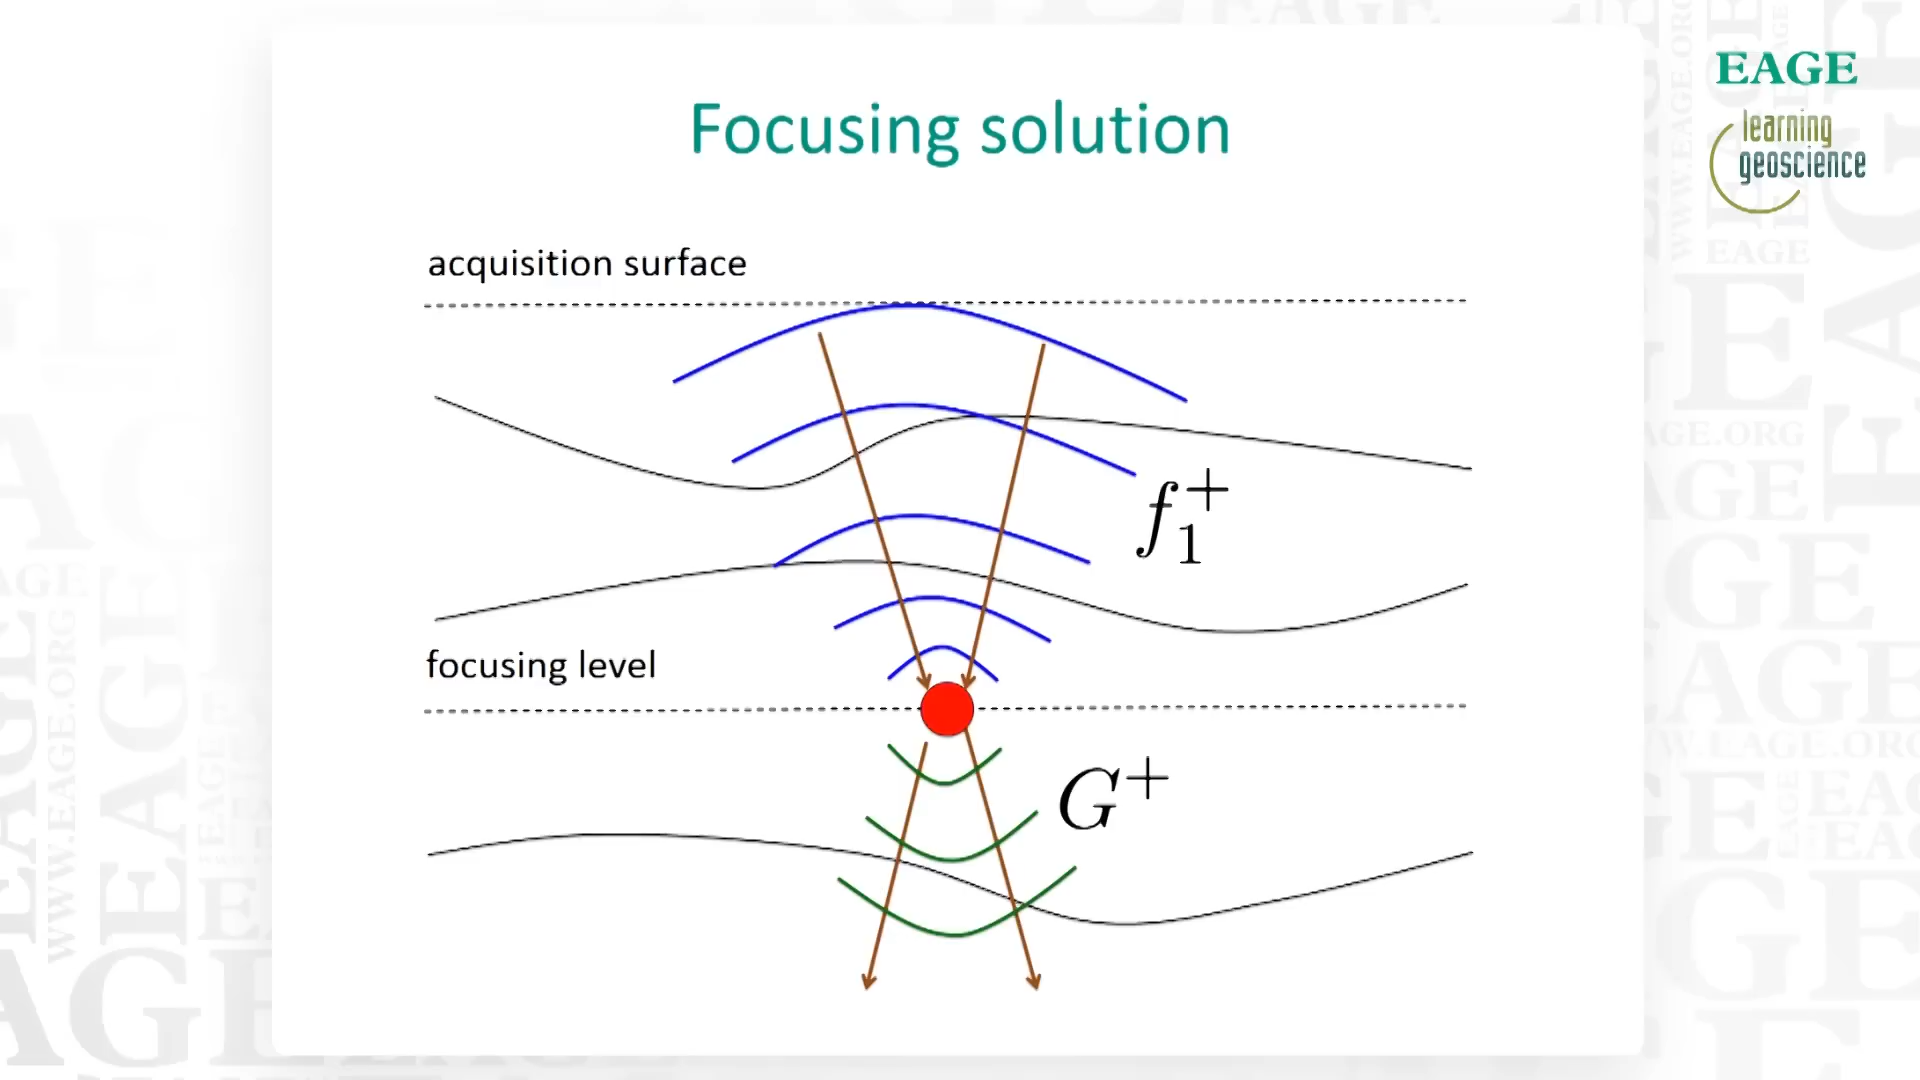 Focusing solution
EAGE
learning
geoscience
acquisition surface
f₁⁺
focusing level
G⁺